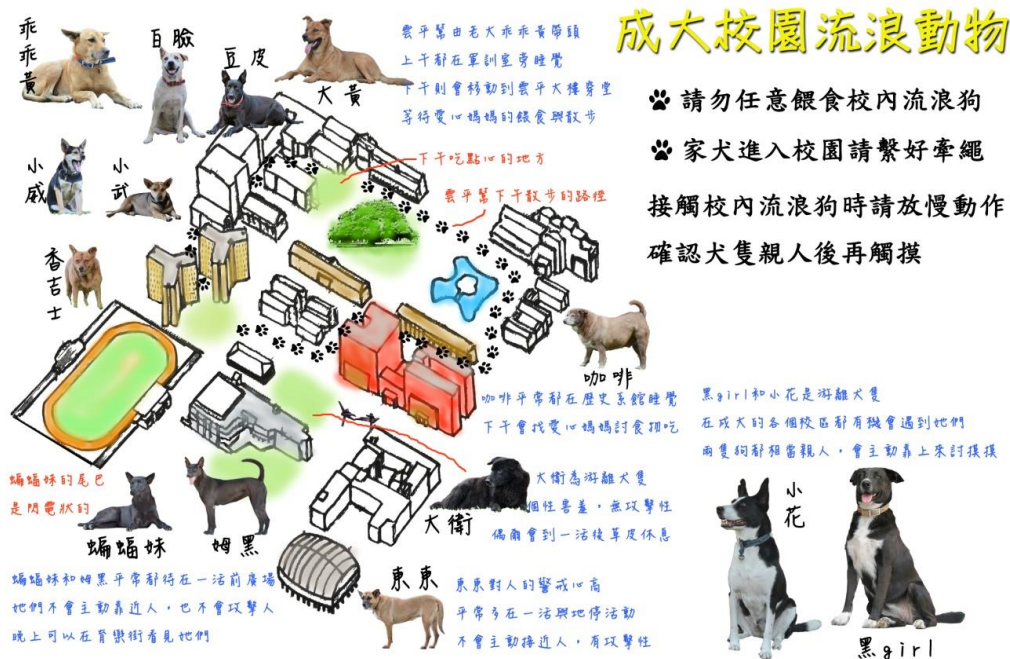 成大校園流浪動物
請勿任意餵食校內流浪狗
家犬進入校園請繫好牽繩
接觸校內流浪狗時請放慢動作
確認犬隻親人後再觸摸
乖乖黃
白臉
豆皮
大黃
雲平幫由老大乖乖黃帶頭
上午都在軍訓室旁睡覺
下午則會移動到雲平大樓穿堂
等待愛心媽媽的餵食與散步
下午吃點心的地方
雲平幫下午散步的路徑
小威
小武
香吉士
咖啡
咖啡平常都在歷史系館睡覺
下午會找愛心媽媽討食物吃
黑girl和小花是游離犬隻
在成大的各個校區都有機會遇到她們
兩隻狗都相當親人，會主動靠上來討摸摸
蝙蝠妹的尾巴
是閃電狀的
蝙蝠妹
姆黑
大衛
大衛為游離犬隻
個性害羞，無攻擊性
偶爾會到一活後草皮休息
小花
黑girl
蝙蝠妹和姆黑平常都待在一活前廣場
她們不會主動靠近人，也不會攻擊人
晚上可以在育樂街看見她們
東東
東東對人的警戒心高
平常多在一活與地停活動
不會主動接近人，有攻擊性